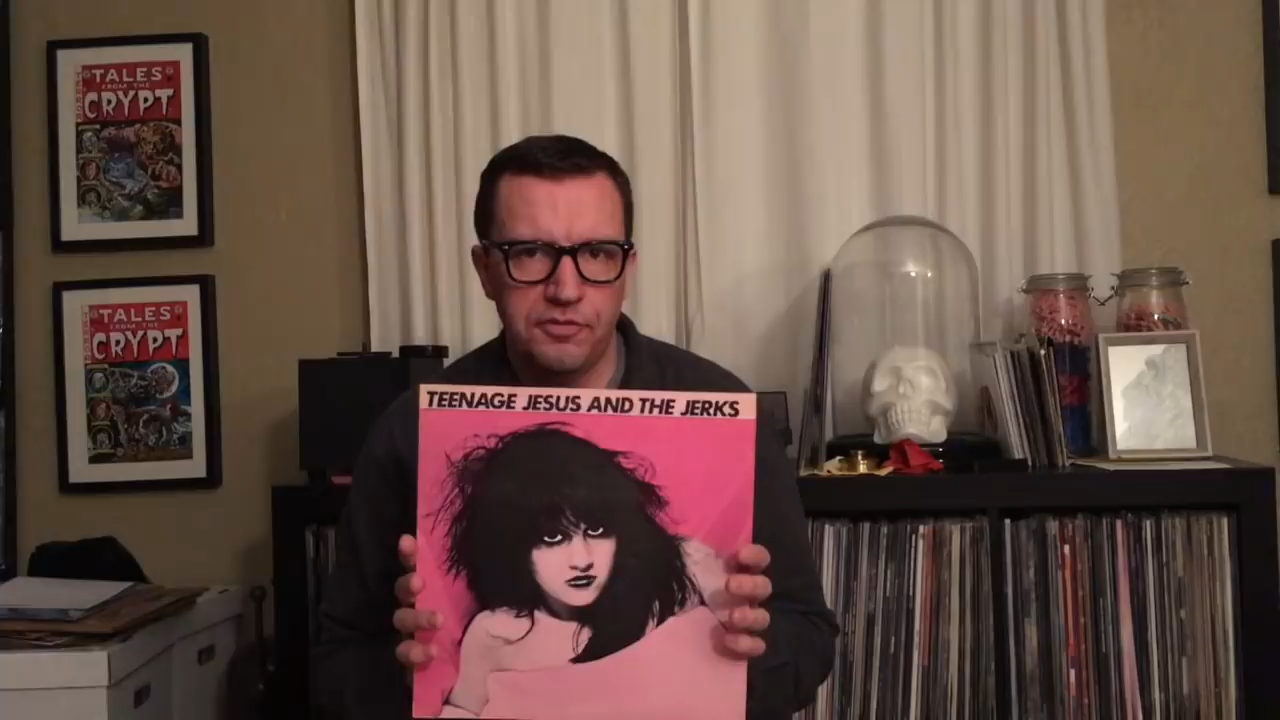 TALES
FROM THE
CRYPT
TALES
FROM THE
CRYPT
TEENAGE JESUS AND THE JERKS